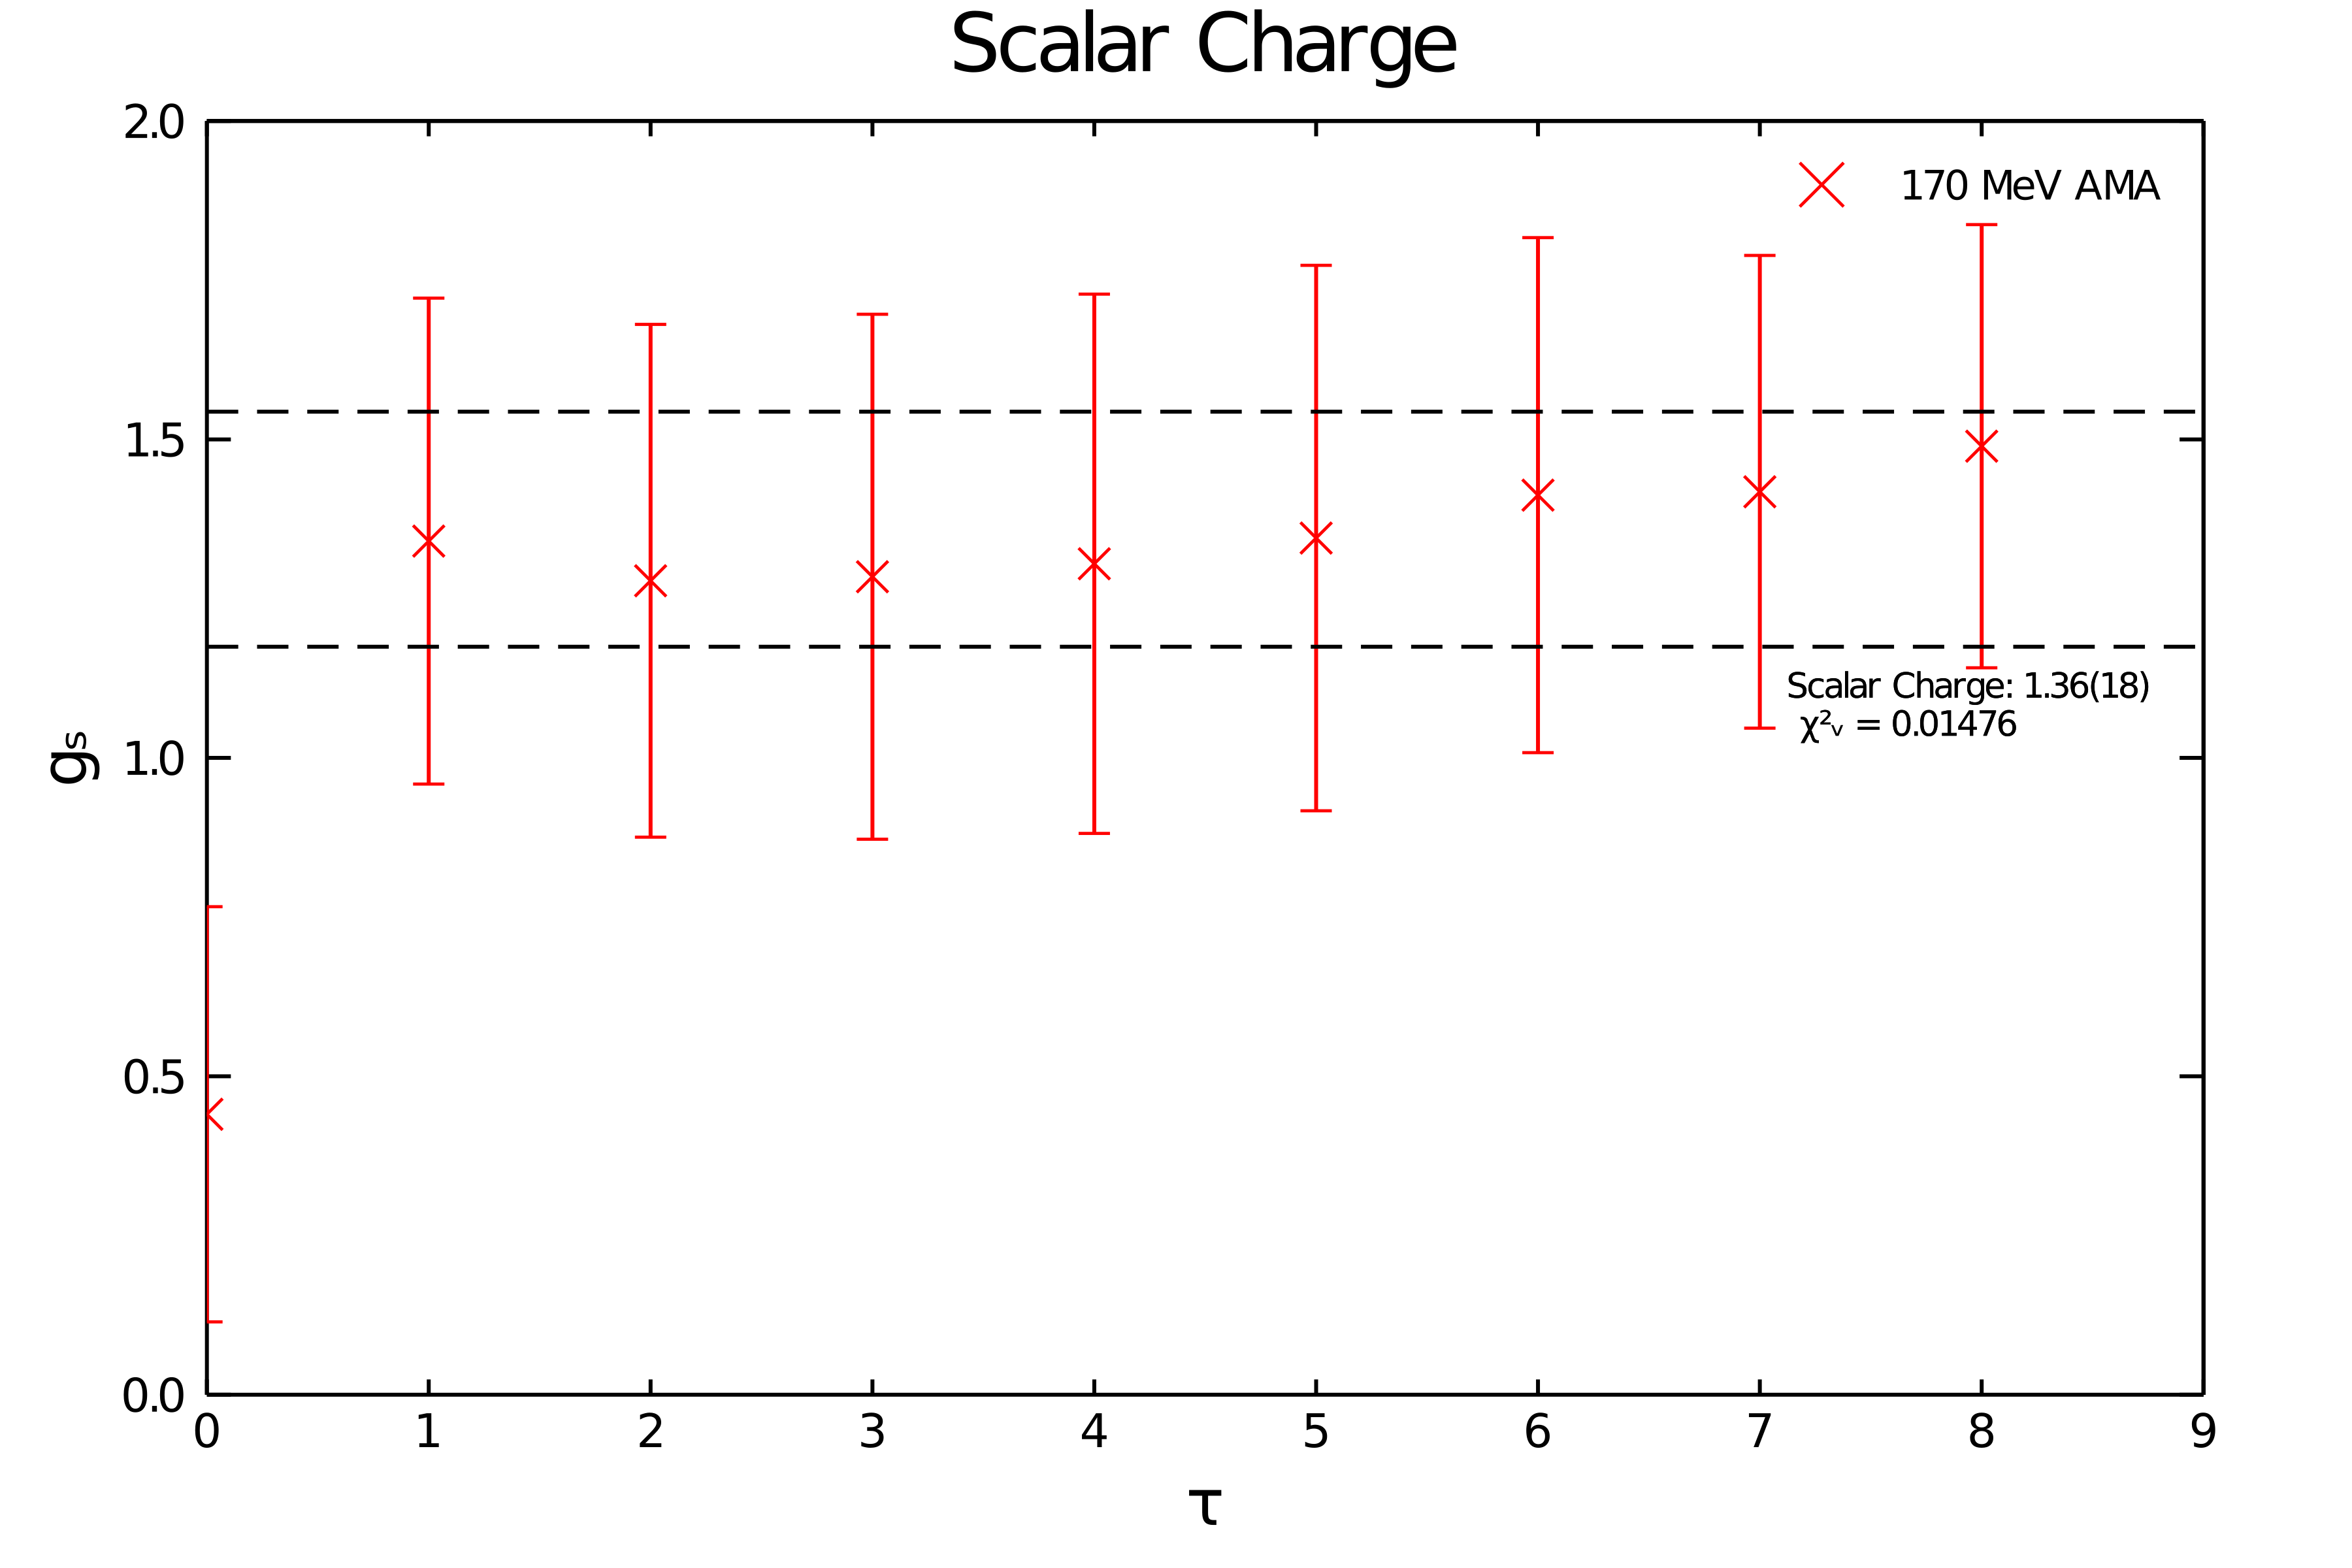 Scalar Charge
2.0
1.5
1.0
0.5
0.0
gₛ
170 MeV AMA
Scalar Charge: 1.36(18)
χ²ᵥ = 0.01476
0 1 2 3 4 5 6 7 8 9
τ